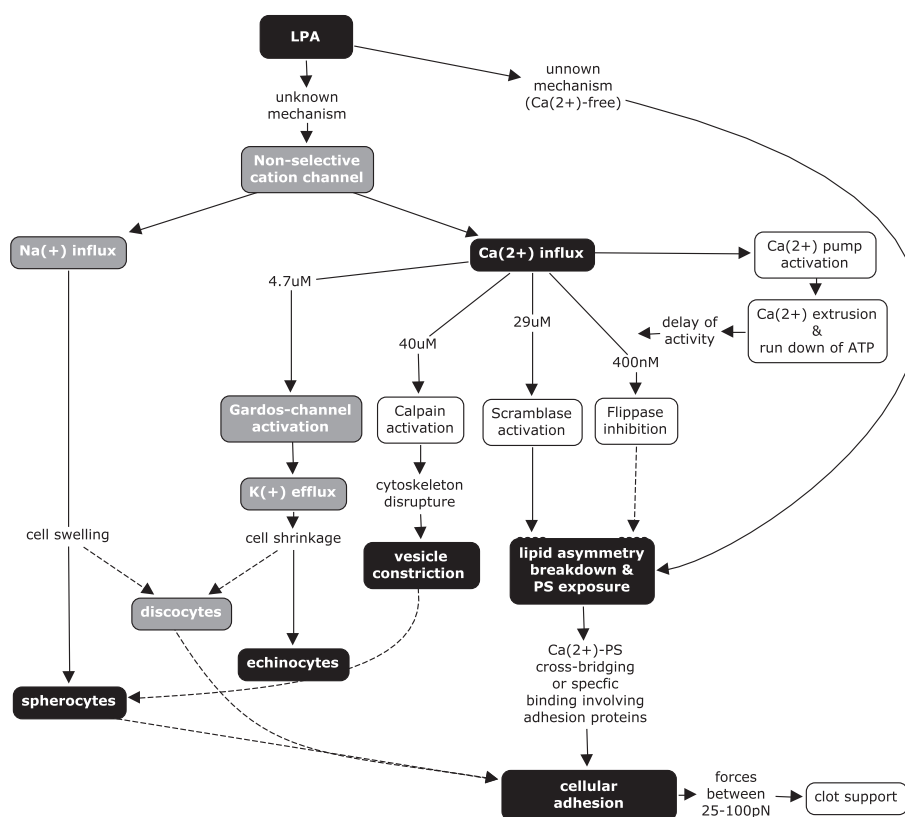 LPA
unknown
mechanism
unnown
mechanism
(Ca(2+)-free)
Non-selective
cation channel
Na(+) influx
Ca(2+) influx
Ca(2+) pump
activation
4.7uM
40uM
29uM
400nM
delay of
activity
Ca(2+) extrusion
&
run down of ATP
Gardos-channel
activation
Calpain
activation
Scramblase
activation
Flippase
inhibition
K(+) efflux
cytoskeleton
disrupture
cell swelling
cell shrinkage
vesicle
constriction
lipid asymmetry
breakdown &
PS exposure
discocytes
echinocytes
spherocytes
Ca(2+)-PS
cross-bridging
or specfic
binding involving
adhesion proteins
cellular
adhesion
forces
between
25-100pN
clot support